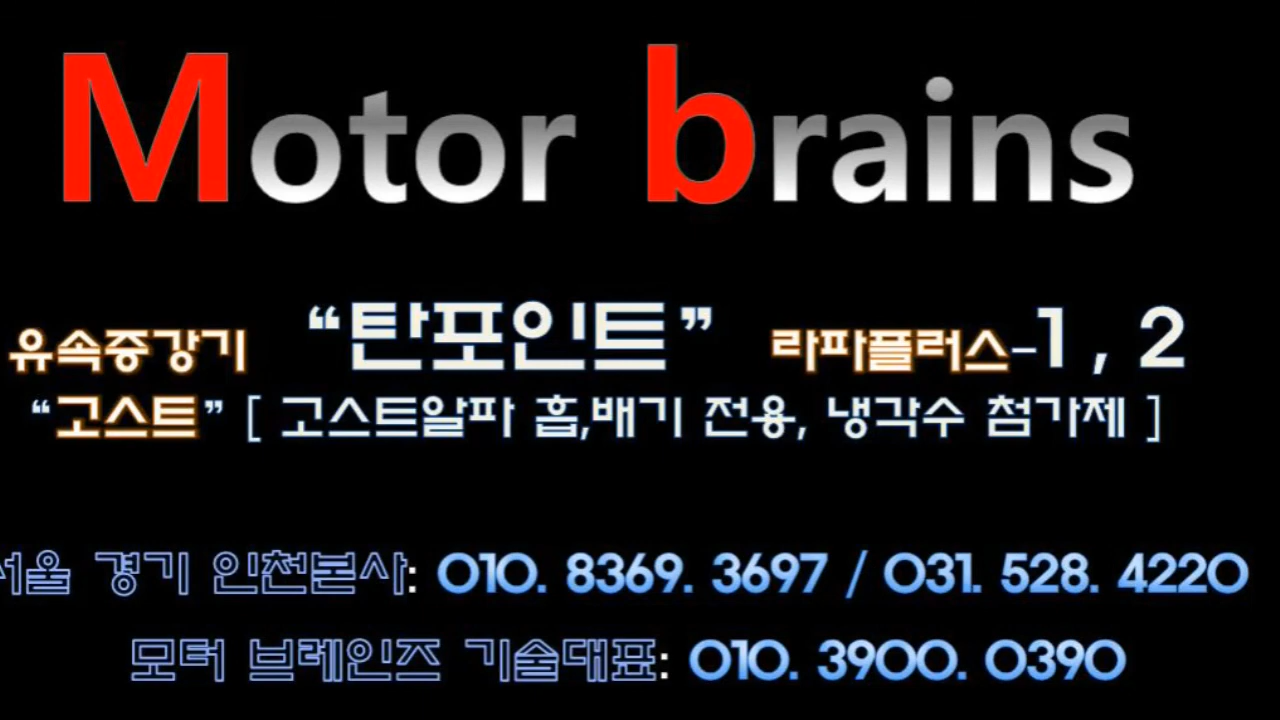 Motor brains
유속증강기 “탄포인트” 라파플러스-1 , 2
“고스트” [ 고스트알파 흡,배기 전용, 냉각수 첨가제 ]
서울 경기 인천본사: 010. 8369. 3697 / 031. 528. 4220
모터 브레인즈 기술대표: 010. 3900. 0390